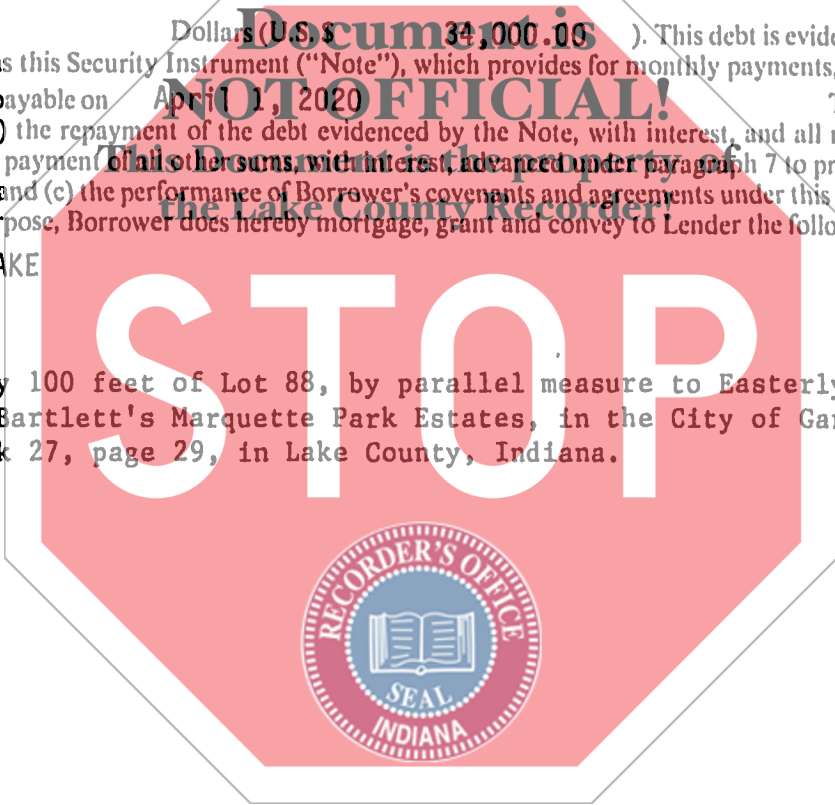 Document is
Dollars (U.S. $ 34,000.00 ). This debt is evide
s this Security Instrument ("Note"), which provides for monthly payments,
NOT OFFICIAL!
payable on April 1, 2020
) the repayment of the debt evidenced by the Note, with interest, and all
This Document is the property of
payment of all other sums, with interest, advanced under paragraph 7 to pr
and (c) the performance of Borrower's covenants and agreements under this
the Lake County Recorder!
pose, Borrower does hereby mortgage, grant and convey to Lender the follo
AKE
STOP
y 100 feet of Lot 88, by parallel measure to Easterly
Bartlett's Marquette Park Estates, in the City of Gar
k 27, page 29, in Lake County, Indiana.
RECORDER'S OFFICE
SEAL
INDIANA